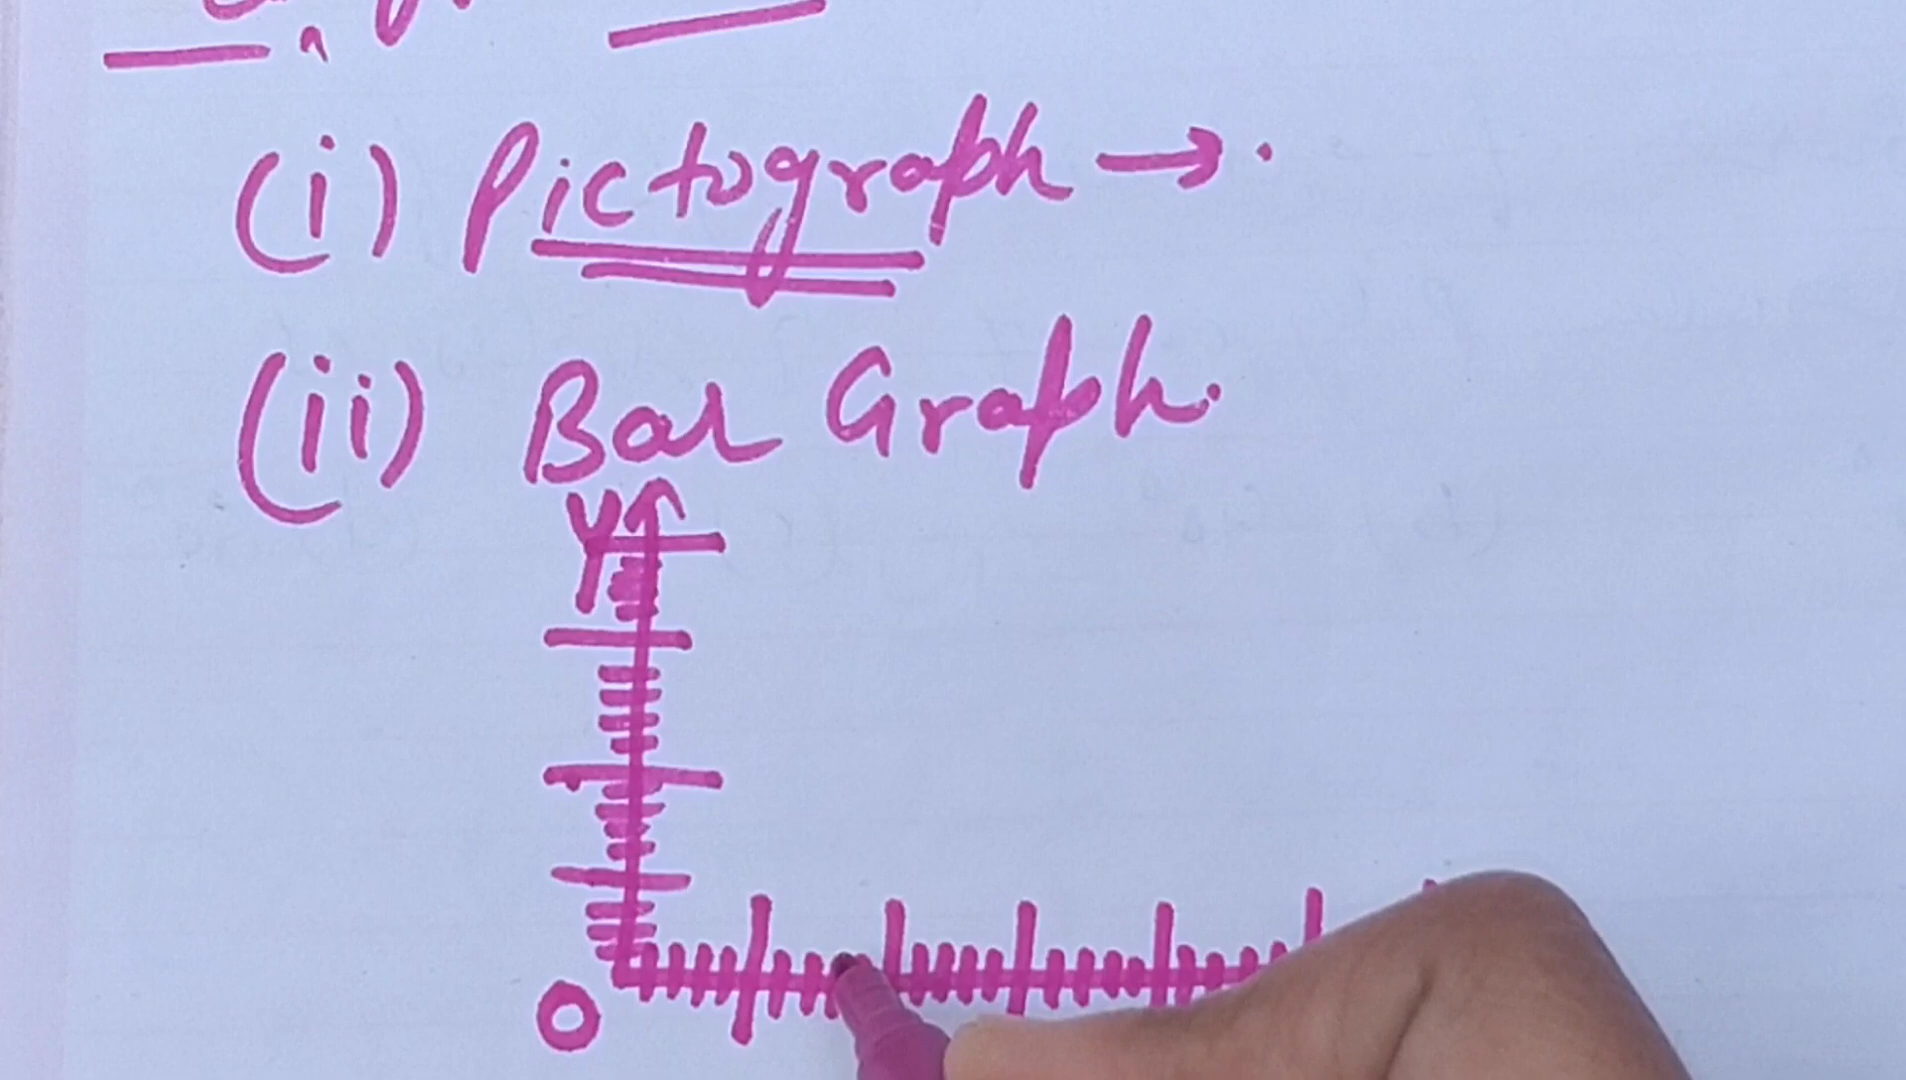 (i) Pictograph →.
(ii) Bar Graph.
Y
O